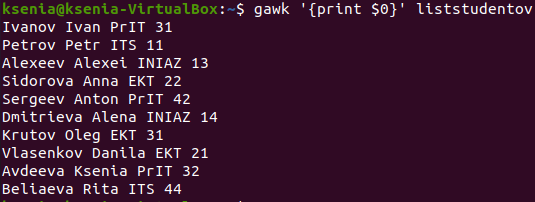 ksenia@ksenia-VirtualBox:~$ gawk '{print $0}' liststudentov
Ivanov Ivan PrIT 31
Petrov Petr ITS 11
Alexeev Alexei INIAZ 13
Sidorova Anna EKT 22
Sergeev Anton PrIT 42
Dmitrieva Alena INIAZ 14
Krutov Oleg EKT 31
Vlasenkov Danila EKT 21
Avdeeva Ksenia PrIT 32
Beliaeva Rita ITS 44